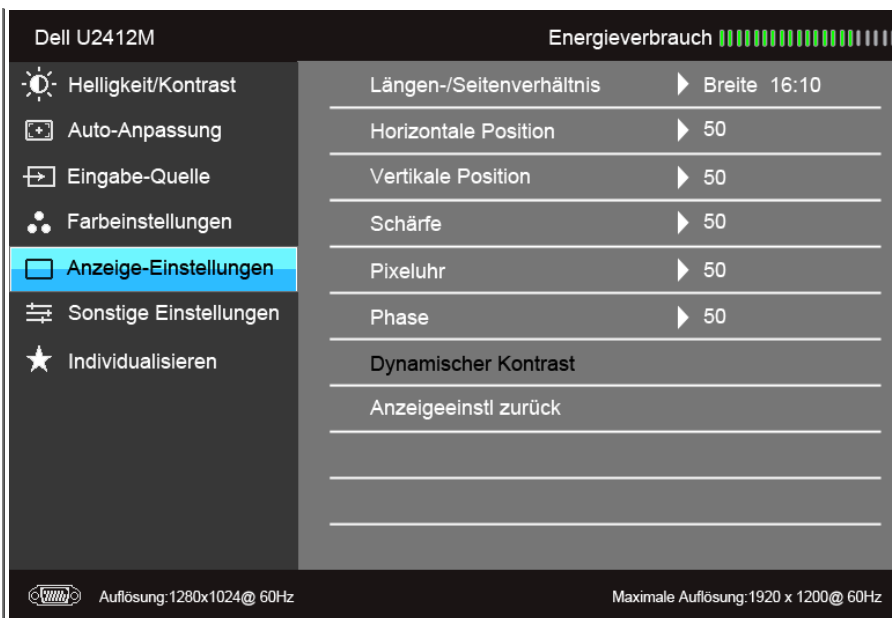 Dell U2412M Energieverbrauch
Helligkeit/Kontrast Längen-/Seitenverhältnis Breite 16:10
Auto-Anpassung Horizontale Position 50
Eingabe-Quelle Vertikale Position 50
Farbeinstellungen Schärfe 50
Anzeige-Einstellungen Pixeluhr 50
Sonstige Einstellungen Phase 50
Individualisieren Dynamischer Kontrast
Anzeigeeinstl zurück
Auflösung:1280x1024@ 60Hz Maximale Auflösung:1920 x 1200@ 60Hz